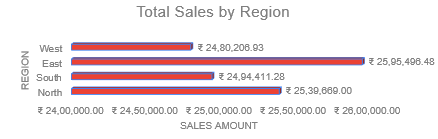 Total Sales by Region
West ₹ 24,80,206.93
East ₹ 25,95,496.48
South ₹ 24,94,411.28
North ₹ 25,39,669.00
REGION
₹ 24,00,000.00 ₹ 24,50,000.00 ₹ 25,00,000.00 ₹ 25,50,000.00 ₹ 26,00,000.00
SALES AMOUNT